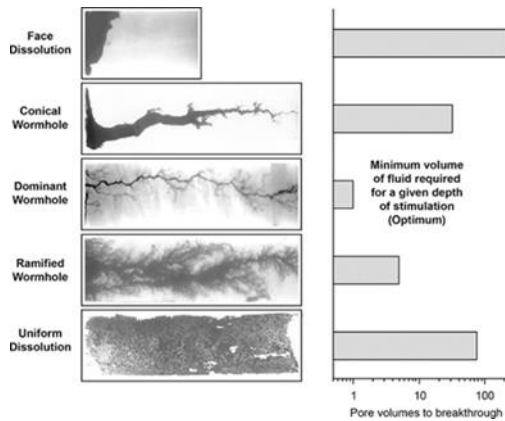 Face
Dissolution
Conical
Wormhole
Dominant
Wormhole
Ramified
Wormhole
Uniform
Dissolution
Minimum volume
of fluid required
for a given depth
of stimulation
(Optimum)
1
10
100
Pore volumes to breakthrough